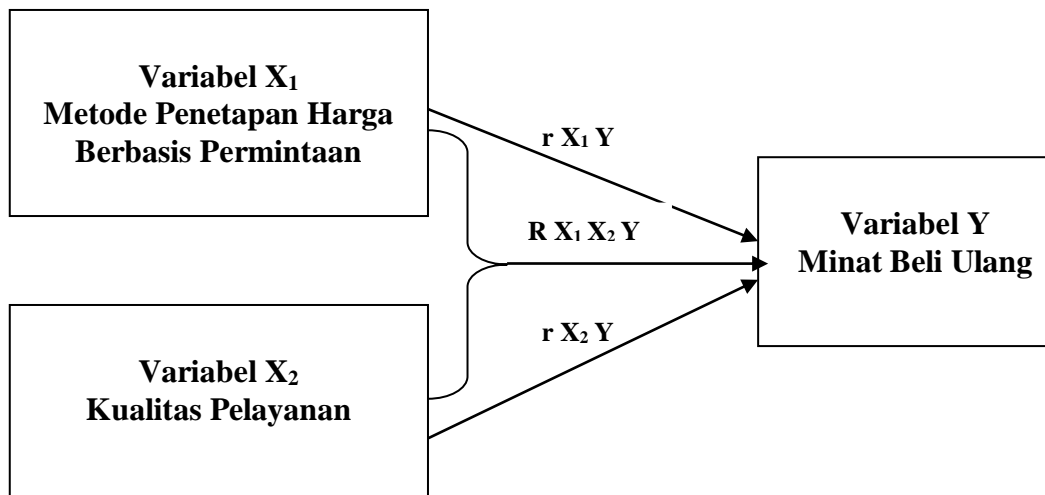 Variabel X₁
Metode Penetapan Harga
Berbasis Permintaan
r X₁ Y
R X₁ X₂ Y
Variabel Y
Minat Beli Ulang
r X₂ Y
Variabel X₂
Kualitas Pelayanan